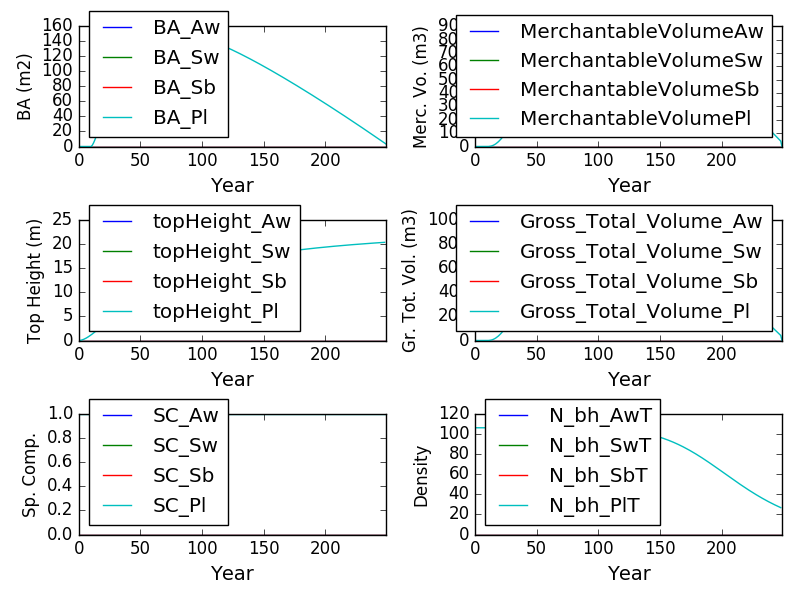 160
140
120
100
80
60
40
20
0
BA (m2)
BA_Aw
BA_Sw
BA_Sb
BA_Pl
0 50 100 150 200
Year
90
80
70
60
50
40
30
20
10
0
Merc. Vo. (m3)
MerchantableVolumeAw
MerchantableVolumeSw
MerchantableVolumeSb
MerchantableVolumePl
0 50 100 150 200
Year
25
20
15
10
5
0
Top Height (m)
topHeight_Aw
topHeight_Sw
topHeight_Sb
topHeight_Pl
0 50 100 150 200
Year
100
80
60
40
20
0
Gr. Tot. Vol. (m3)
Gross_Total_Volume_Aw
Gross_Total_Volume_Sw
Gross_Total_Volume_Sb
Gross_Total_Volume_Pl
0 50 100 150 200
Year
1.0
0.8
0.6
0.4
0.2
0.0
Sp. Comp.
SC_Aw
SC_Sw
SC_Sb
SC_Pl
0 50 100 150 200
Year
120
100
80
60
40
20
0
Density
N_bh_AwT
N_bh_SwT
N_bh_SbT
N_bh_PlT
0 50 100 150 200
Year